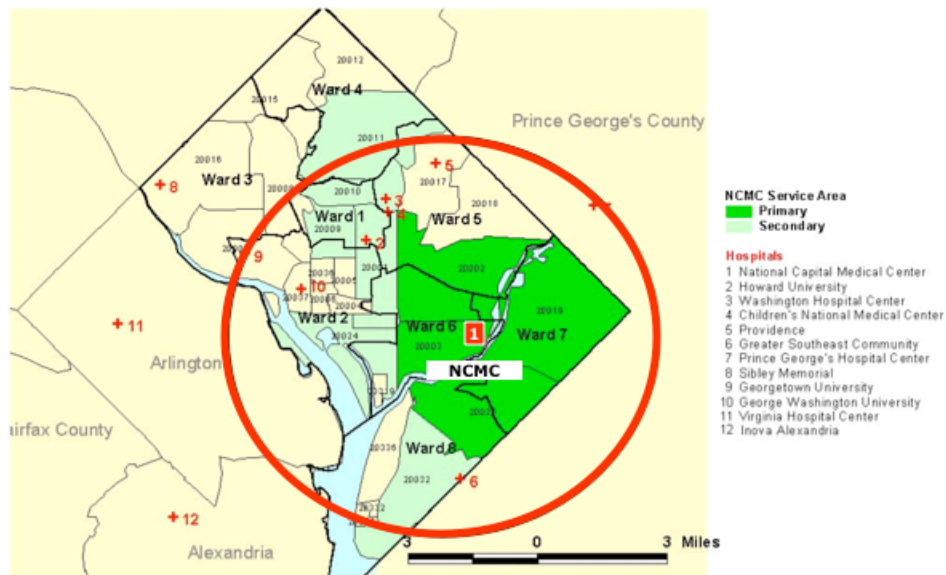 20012
Ward 4
20015
Prince George's County
20011
20016
Ward 3
8
5
20017
20008
20010
3
20018
4
Ward 1
Ward 5
20009
2
9
20001
20002
20036
20005
10
20037
20004
20019
Ward 2
Ward 6
1
Ward 7
11
20024
20003
Arlington
NCMC
airfax County
Ward 8
20336
20032
6
12
Alexandria
3 0 3 Miles
NCMC Service Area
Primary
Secondary
Hospitals
1 National Capital Medical Center
2 Howard University
3 Washington Hospital Center
4 Children's National Medical Center
5 Providence
6 Greater Southeast Community
7 Prince George's Hospital Center
8 Sibley Memorial
9 Georgetown University
10 George Washington University
11 Virginia Hospital Center
12 Inova Alexandria